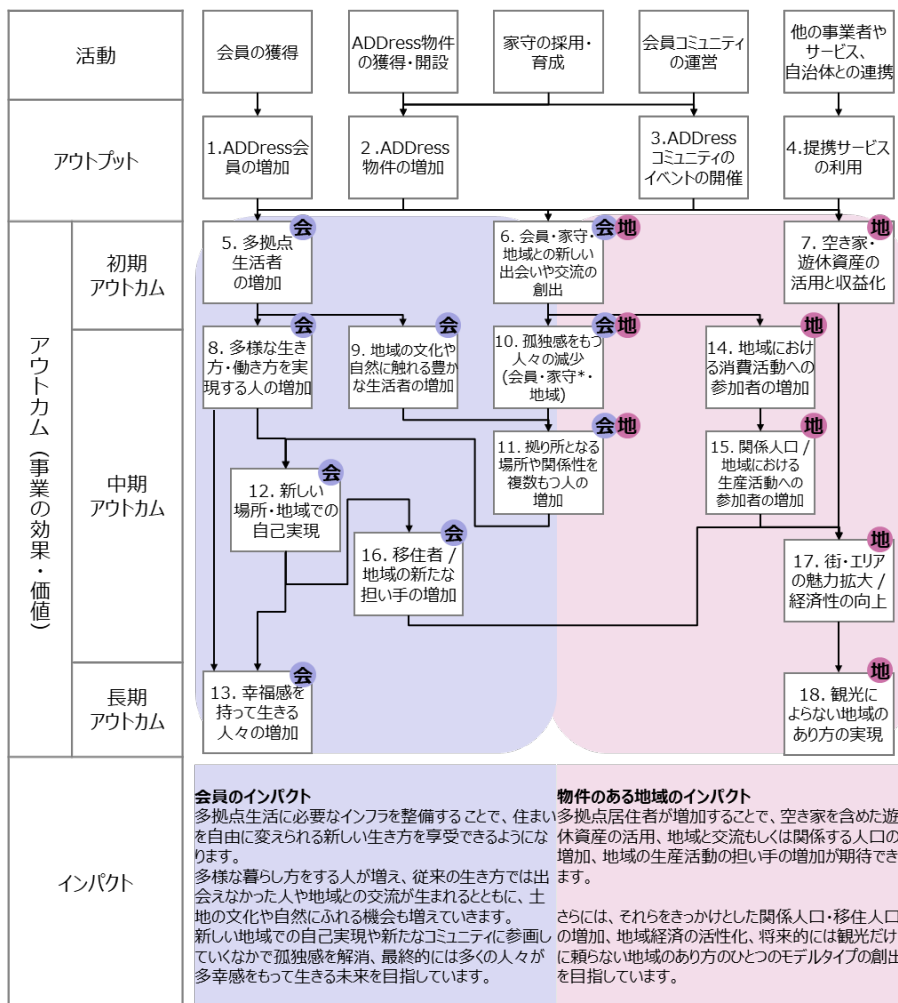 活動
会員の獲得
ADDress物件
の獲得・開設
家守の採用・
育成
会員コミュニティ
の運営
他の事業者や
サービス、
自治体との連携
アウトプット
1.ADDress会
員の増加
2.ADDress
物件の増加
3.ADDress
コミュニティの
イベントの開催
4.提携サービス
の利用
アウトカム(事業の効果・価値)
初期
アウトカム
会
5. 多拠点
生活者
の増加
会 地
6. 会員・家守・
地域との新しい
出会いや交流の
創出
地
7. 空き家・
遊休資産の
活用と収益化
中期
アウトカム
会
8. 多様な生き
方・働き方を実
現する人の増加
会
9. 地域の文化や
自然に触れる豊か
な生活者の増加
会 地
10. 孤独感をもつ
人々の減少
(会員・家守*・
地域)
地
14. 地域におけ
る消費活動への
参加者の増加
会 地
11. 拠り所となる
場所や関係性を
複数もつ人の
増加
地
15. 関係人口 /
地域における
生産活動への
参加者の増加
会
12. 新しい
場所・地域での
自己実現
会
16. 移住者 /
地域の新たな
担い手の増加
地
17. 街・エリア
の魅力拡大 /
経済性の向上
長期
アウトカム
会
13. 幸福感を
持って生きる
人々の増加
地
18. 観光に
よらない地域の
あり方の実現
インパクト
会員のインパクト
多拠点生活に必要なインフラを整備することで、住まい
を自由に変えられる新しい生き方を享受できるようにな
ります。
多様な暮らし方をする人が増え、従来の生き方では出
会えなかった人や地域との交流が生まれるとともに、土
地の文化や自然にふれる機会も増えていきます。
新しい地域での自己実現や新たなコミュニティに参画し
ていくなかで孤独感を解消、最終的には多くの人々が
多幸感をもって生きる未来を目指しています。
物件のある地域のインパクト
多拠点居住者が増加することで、空き家を含めた遊
休資産の活用、地域と交流もしくは関係する人口の
増加、地域の生産活動の担い手の増加が期待でき
ます。
さらには、それらをきっかけとした関係人口・移住人口
の増加、地域経済の活性化、将来的には観光だけ
に頼らない地域のあり方のひとつのモデルタイプの創出
を目指しています。